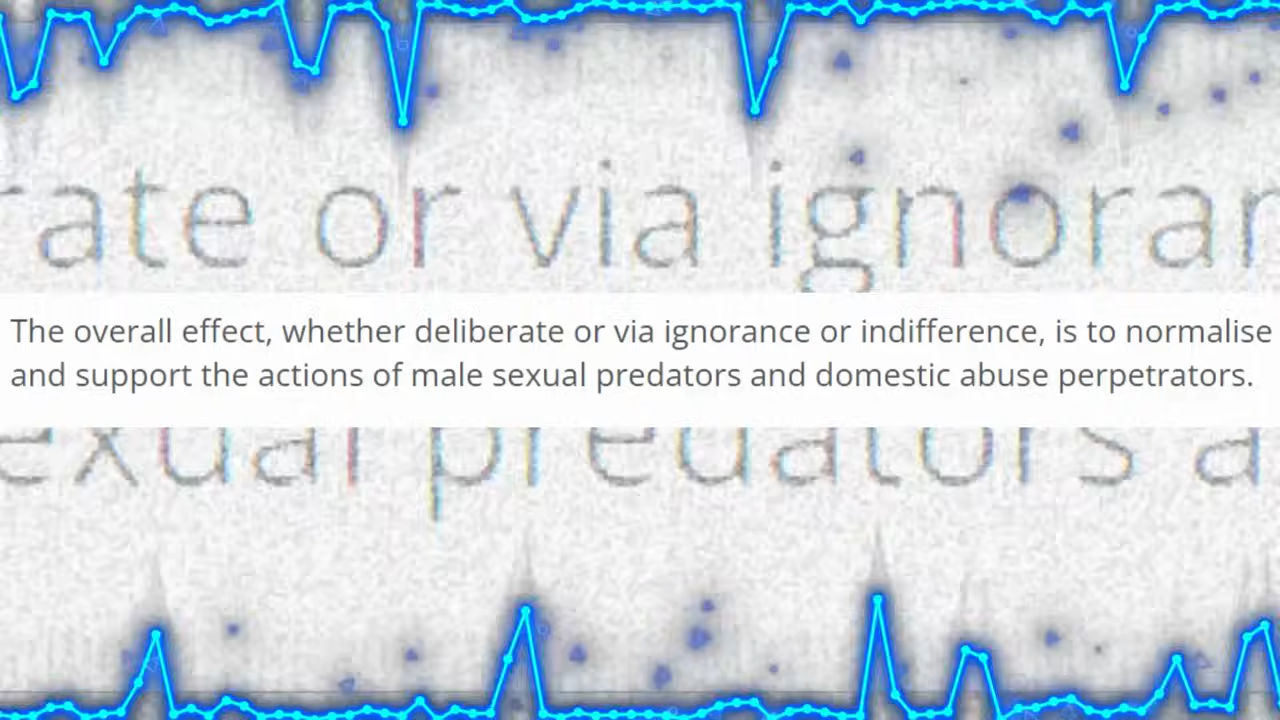 rate or via ignorar
The overall effect, whether deliberate or via ignorance or indifference, is to normalise
and support the actions of male sexual predators and domestic abuse perpetrators.
exual predators a